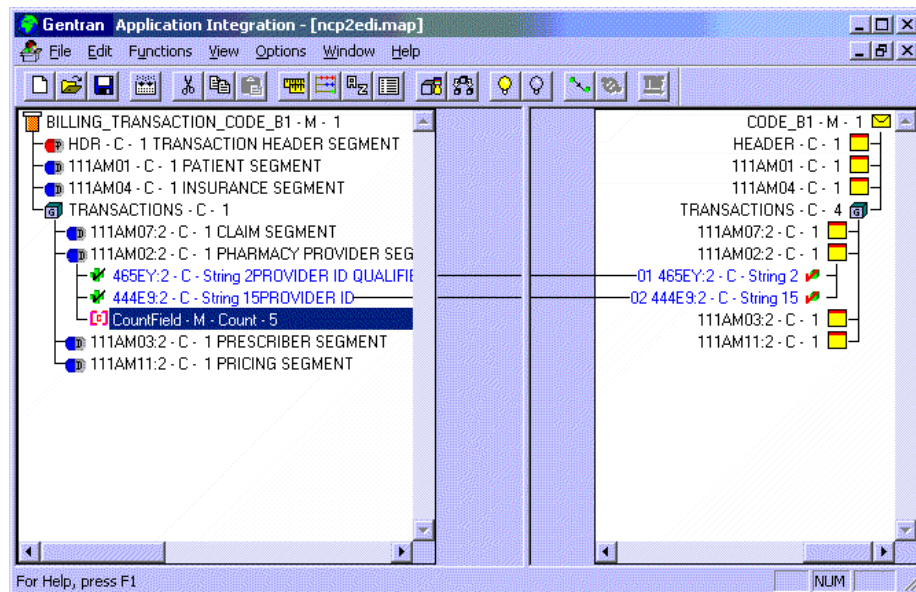 Gentran Application Integration - [ncp2edi.map]
File Edit Functions View Options Window Help
BILLING_TRANSACTION_CODE_B1 - M - 1
HDR - C - 1 TRANSACTION HEADER SEGMENT
111AM01 - C - 1 PATIENT SEGMENT
111AM04 - C - 1 INSURANCE SEGMENT
TRANSACTIONS - C - 1
111AM07:2 - C - 1 CLAIM SEGMENT
111AM02:2 - C - 1 PHARMACY PROVIDER SEG
465EY:2 - C - String 2PROVIDER ID QUALIFIE
444E9:2 - C - String 15PROVIDER ID
CountField - M - Count - 5
111AM03:2 - C - 1 PRESCRIBER SEGMENT
111AM11:2 - C - 1 PRICING SEGMENT
CODE_B1 - M - 1
HEADER - C - 1
111AM01 - C - 1
111AM04 - C - 1
TRANSACTIONS - C - 4
111AM07:2 - C - 1
111AM02:2 - C - 1
01 465EY:2 - C - String 2
02 444E9:2 - C - String 15
111AM03:2 - C - 1
111AM11:2 - C - 1
For Help, press F1
NUM